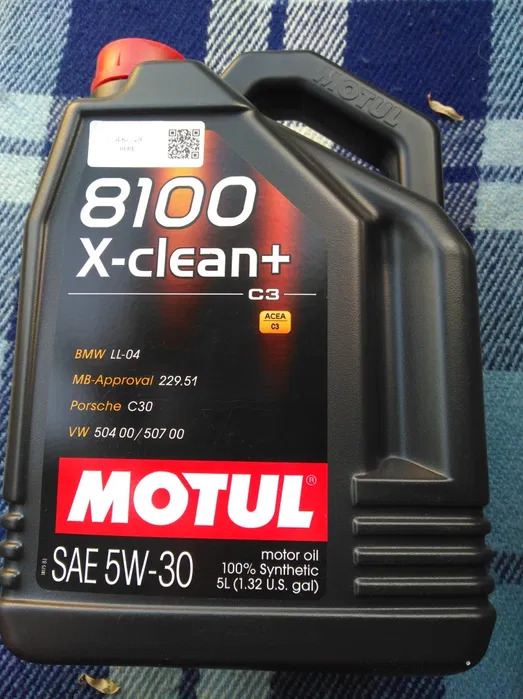 MOTUL
8100
X-clean+
C3
ACEA
C3
BMW LL-04
MB-Approval 229.51
Porsche C30
VW 504 00/507 00
MOTUL®
SAE 5W-30
motor oil
100% Synthetic
5L (1.32 U.S. gal)